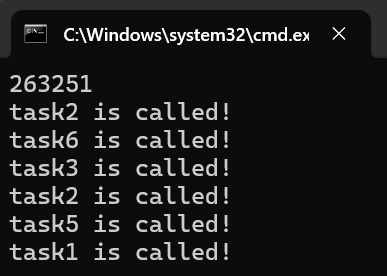 C:\Windows\system32\cmd.ex
263251
task2 is called!
task6 is called!
task3 is called!
task2 is called!
task5 is called!
task1 is called!